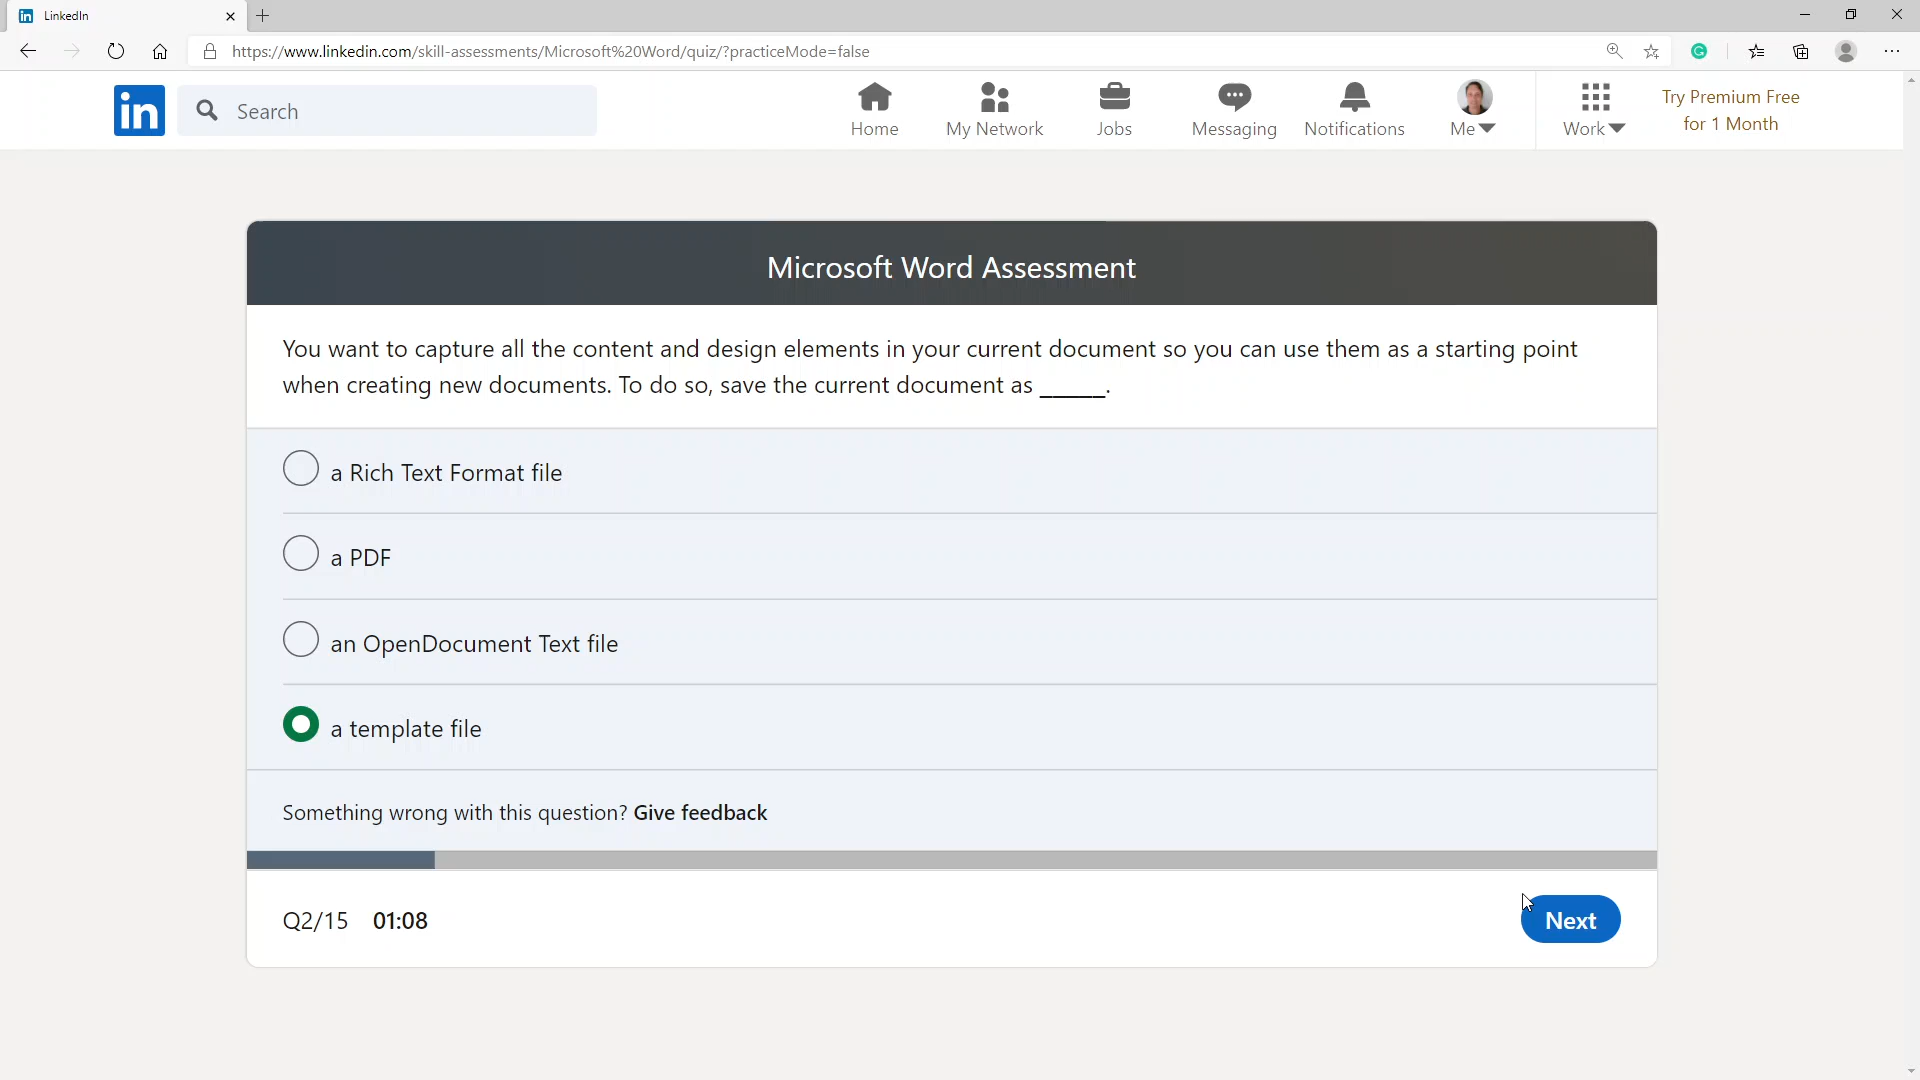 LinkedIn
https://www.linkedin.com/skill-assessments/Microsoft%20Word/quiz/?practiceMode=false
in
Search
Home
My Network
Jobs
Messaging
Notifications
Me
Work
Try Premium Free
for 1 Month
Microsoft Word Assessment
You want to capture all the content and design elements in your current document so you can use them as a starting point
when creating new documents. To do so, save the current document as _____.
a Rich Text Format file
a PDF
an OpenDocument Text file
a template file
Something wrong with this question? Give feedback
Q2/15 01:08
Next